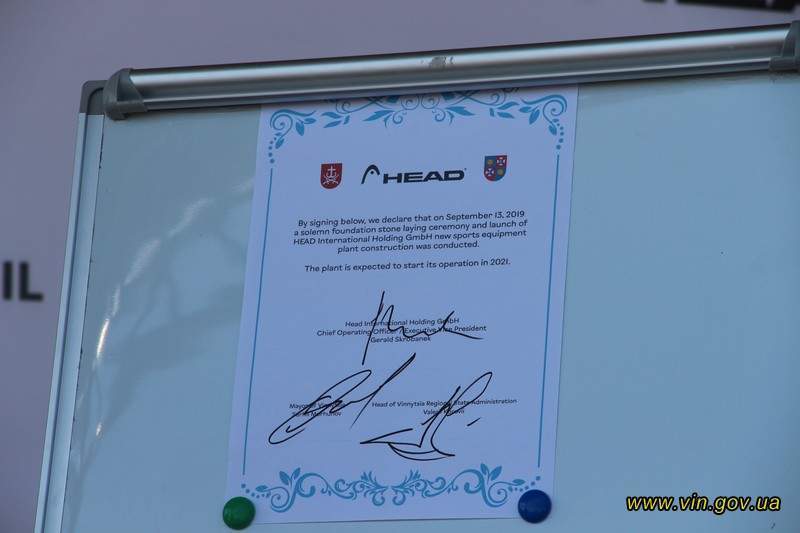 IL
HEAD
By signing below, we declare that on September 13, 2019
a solemn foundation stone laying ceremony and launch of
HEAD International Holding GmbH new sports equipment
plant construction was conducted.
The plant is expected to start its operation in 2021.
Head International Holding GmbH
Chief Operating Officer / Executive Vice President
Gerald Skrobanek
Head of Vinnytsia Regional State Administration
www.vin.gov.ua